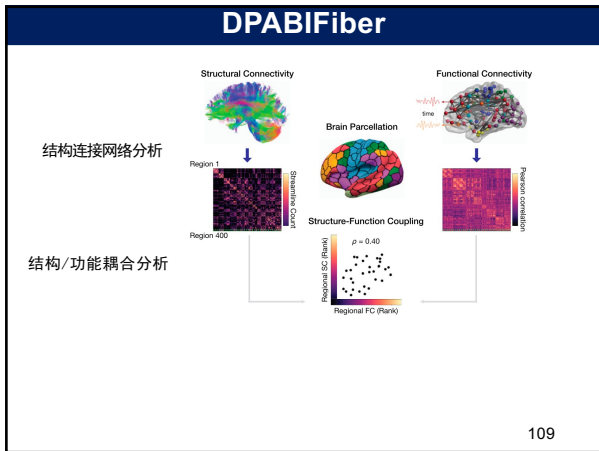 DPABIFiber
Structural Connectivity
Functional Connectivity
time
Brain Parcellation
结构连接网络分析
Region 1
Streamline Count
Pearson correlation
Region 400
Structure-Function Coupling
结构/功能耦合分析
ρ = 0.40
Regional SC (Rank)
Regional FC (Rank)
109